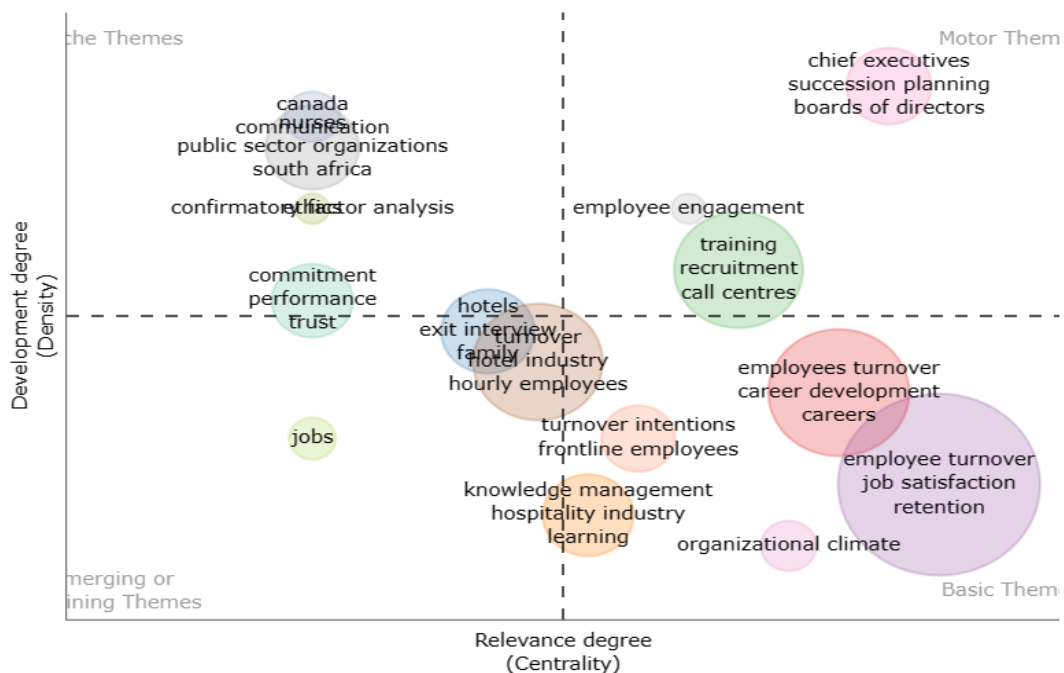 che Themes
Motor Them
chief executives
succession planning
boards of directors
canada
nurses
communication
public sector organizations
south africa
confirmatory factor analysis
ethics
employee engagement
training
recruitment
call centres
commitment
performance
trust
hotels
exit interview
family
turnover
hotel industry
hourly employees
employees turnover
career development
careers
jobs
turnover intentions
frontline employees
employee turnover
job satisfaction
retention
knowledge management
hospitality industry
learning
organizational climate
merging or
ining Themes
Basic Theme
Development degree
(Density)
Relevance degree
(Centrality)